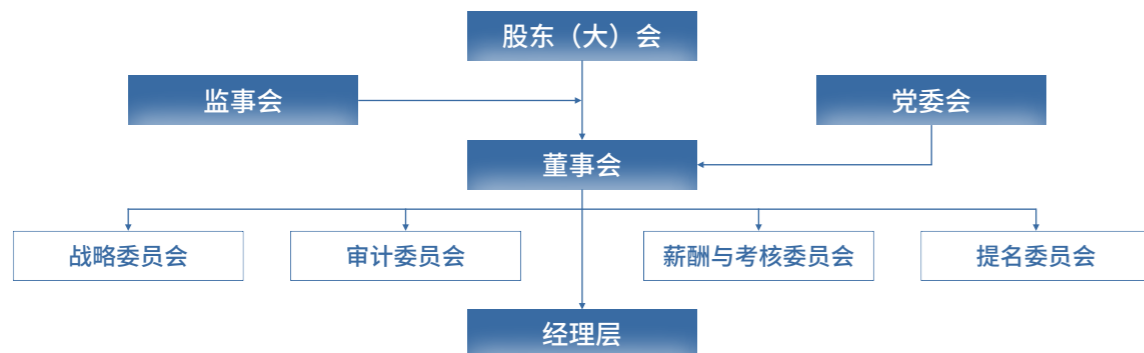 股东（大）会
监事会
党委会
董事会
战略委员会
审计委员会
薪酬与考核委员会
提名委员会
经理层